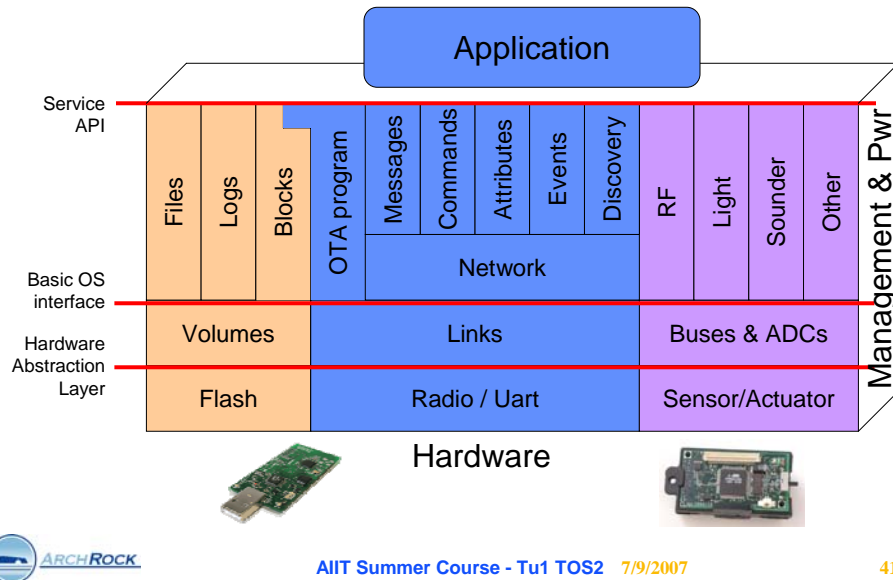 Application
Service
API
Files
Logs
Blocks
OTA program
Messages
Commands
Attributes
Events
Discovery
Network
RF
Light
Sounder
Other
Management & Pwr
Basic OS
interface
Volumes
Links
Buses & ADCs
Hardware
Abstraction
Layer
Flash
Radio / Uart
Sensor/Actuator
Hardware
ARCHROCK
AIIT Summer Course - Tu1 TOS2 7/9/2007